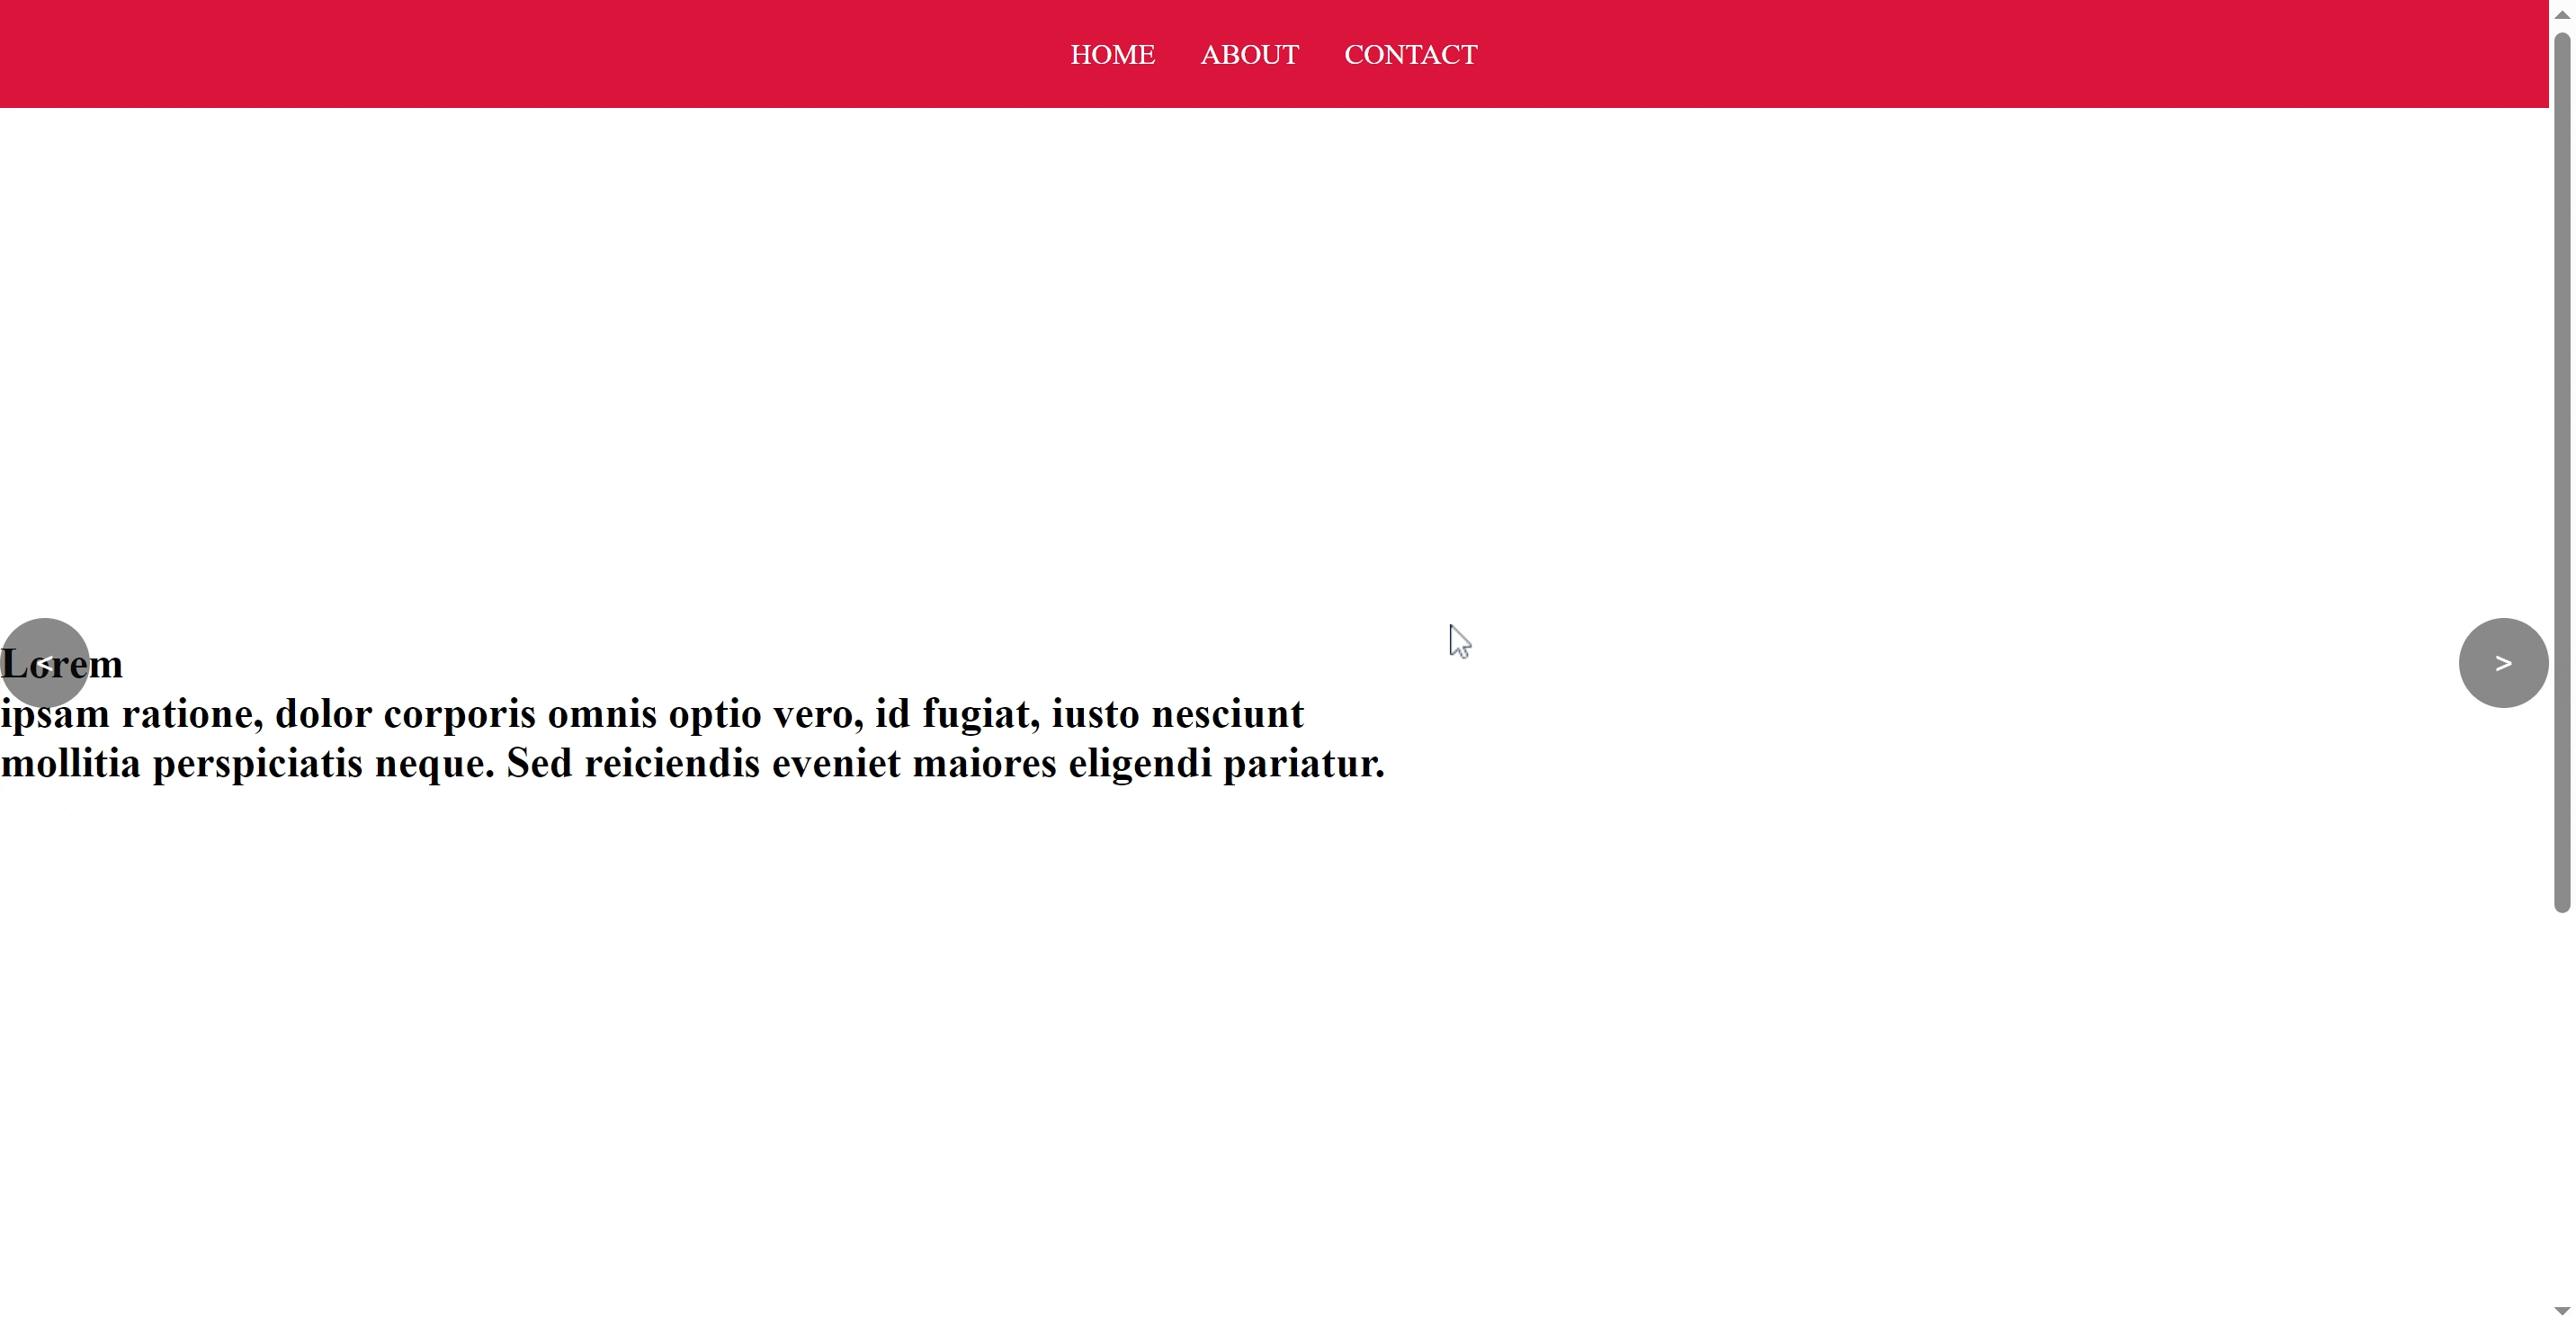 HOME ABOUT CONTACT
< Lorem >
ipsam ratione, dolor corporis omnis optio vero, id fugiat, iusto nesciunt
mollitia perspiciatis neque. Sed reiciendis eveniet maiores eligendi pariatur.